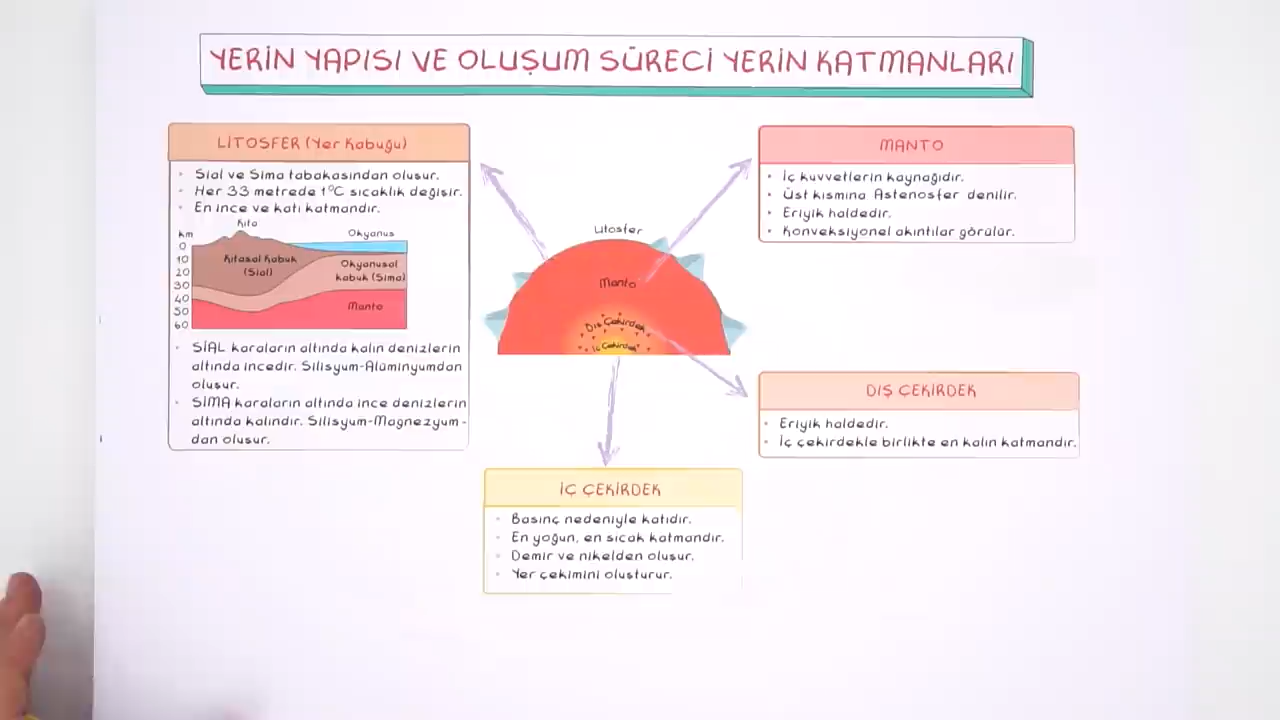 YERİN YAPISI VE OLUŞUM SÜRECİ YERİN KATMANLARI
LİTOSFER (Yer Kabuğu)
• Sial ve Sima tabakasından oluşur.
• Her 33 metrede 1°C sıcaklık değişir.
• En ince ve katı katmandır.
km
Kıta
Okyanus
0
10
20
30
40
50
60
Kıtasal Kabuk
(Sial)
Okyanusal
kabuk (Sima)
Manto
• SİAL karaların altında kalın denizlerin
altında incedir. Silisyum-Alüminyumdan
oluşur.
• SİMA karaların altında ince denizlerin
altında kalındır. Silisyum-Magnezyum-
dan oluşur.
Litosfer
Manto
Dış Çekirdek
İç Çekirdek
MANTO
• İç kuvvetlerin kaynağıdır.
• Üst kısmına Astenosfer denilir.
• Eriyik haldedir.
• Konveksiyonel akıntılar görülür.
DIŞ ÇEKİRDEK
• Eriyik haldedir.
• İç çekirdekle birlikte en kalın katmandır.
İÇ ÇEKİRDEK
• Basınç nedeniyle katıdır.
• En yoğun, en sıcak katmandır.
• Demir ve nikelden oluşur.
• Yer çekimini oluşturur.